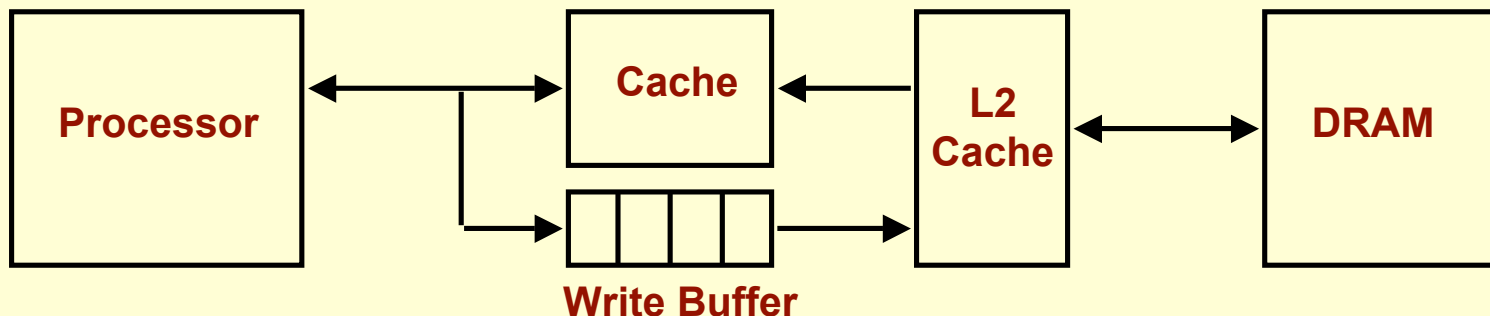 Processor
Cache
L2
Cache
DRAM
Write Buffer